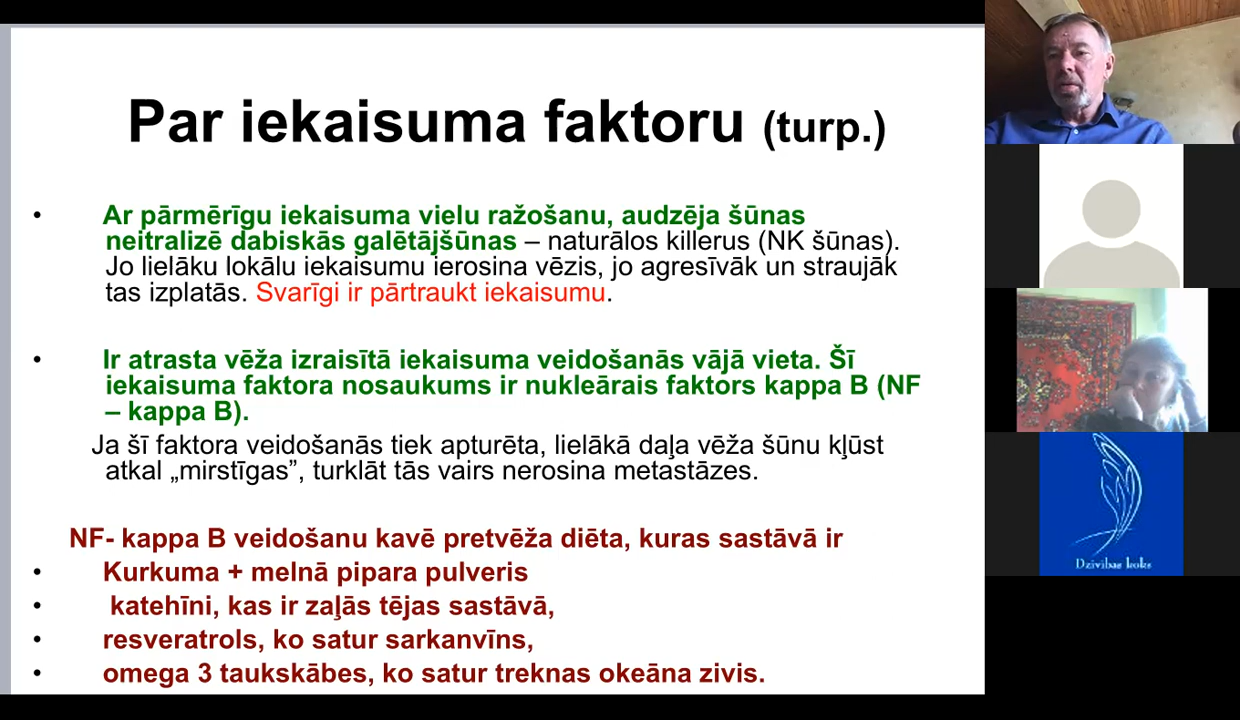 Par iekaisuma faktoru (turp.)
• Ar pārmērīgu iekaisuma vielu ražošanu, audzēja šūnas
neitralizē dabiskās galētājšūnas – naturālos killerus (NK šūnas).
Jo lielāku lokālu iekaisumu ierosina vēzis, jo agresīvāk un straujāk
tas izplatās. Svarīgi ir pārtraukt iekaisumu.
• Ir atrasta vēža izraisītā iekaisuma veidošanās vājā vieta. Šī
iekaisuma faktora nosaukums ir nukleārais faktors kappa B (NF
– kappa B).
Ja šī faktora veidošanās tiek apturēta, lielākā daļa vēža šūnu kļūst
atkal „mirstīgas”, turklāt tās vairs nerosina metastāzes.
NF- kappa B veidošanu kavē pretvēža diēta, kuras sastāvā ir
• Kurkuma + melnā pipara pulveris
• katehīni, kas ir zaļās tējas sastāvā,
• resveratrols, ko satur sarkanvīns,
• omega 3 taukskābes, ko satur treknas okeāna zivis.
Dzīvības koks